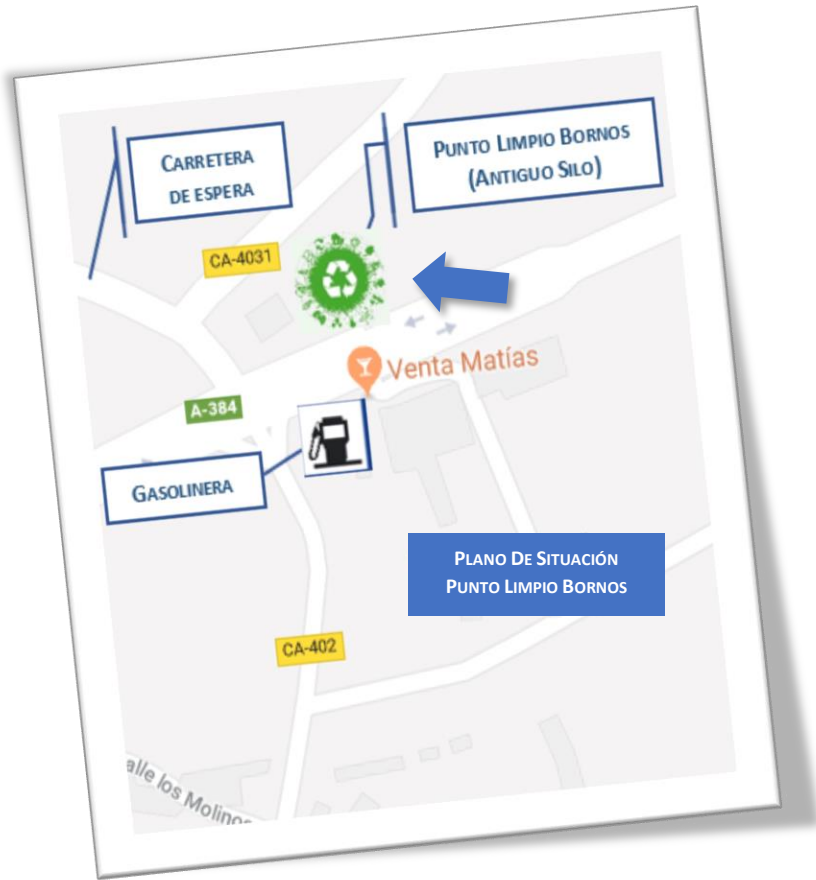 CARRETERA
DE ESPERA
PUNTO LIMPIO BORNOS
(ANTIGUO SILO)
CA-4031
Venta Matías
A-384
GASOLINERA
PLANO DE SITUACIÓN
PUNTO LIMPIO BORNOS
CA-402
alle los Molinos